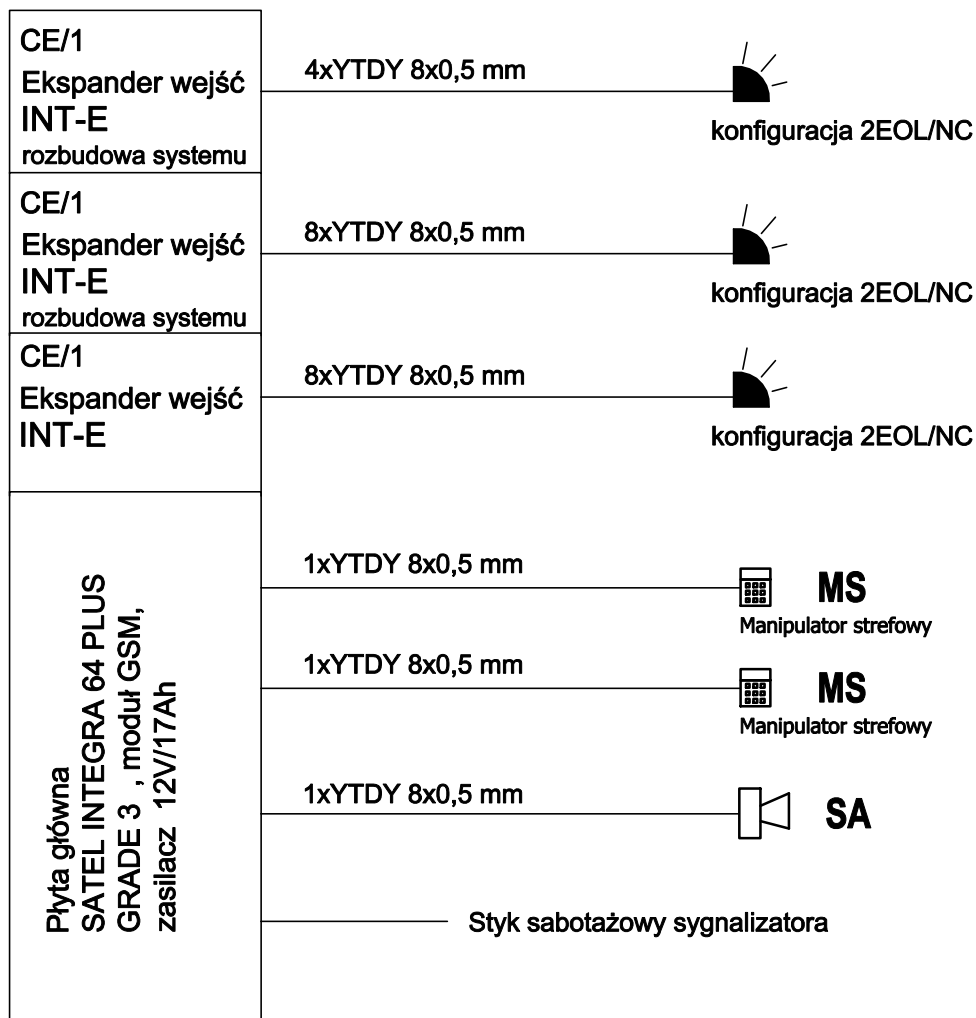 CE/1
Ekspander wejść
INT-E
rozbudowa systemu
4xYTDY 8x0,5 mm
konfiguracja 2EOL/NC
CE/1
Ekspander wejść
INT-E
rozbudowa systemu
8xYTDY 8x0,5 mm
konfiguracja 2EOL/NC
CE/1
Ekspander wejść
INT-E
8xYTDY 8x0,5 mm
konfiguracja 2EOL/NC
Płyta główna
SATEL INTEGRA 64 PLUS
GRADE 3 , moduł GSM,
zasilacz 12V/17Ah
1xYTDY 8x0,5 mm
MS
Manipulator strefowy
1xYTDY 8x0,5 mm
MS
Manipulator strefowy
1xYTDY 8x0,5 mm
SA
Styk sabotażowy sygnalizatora